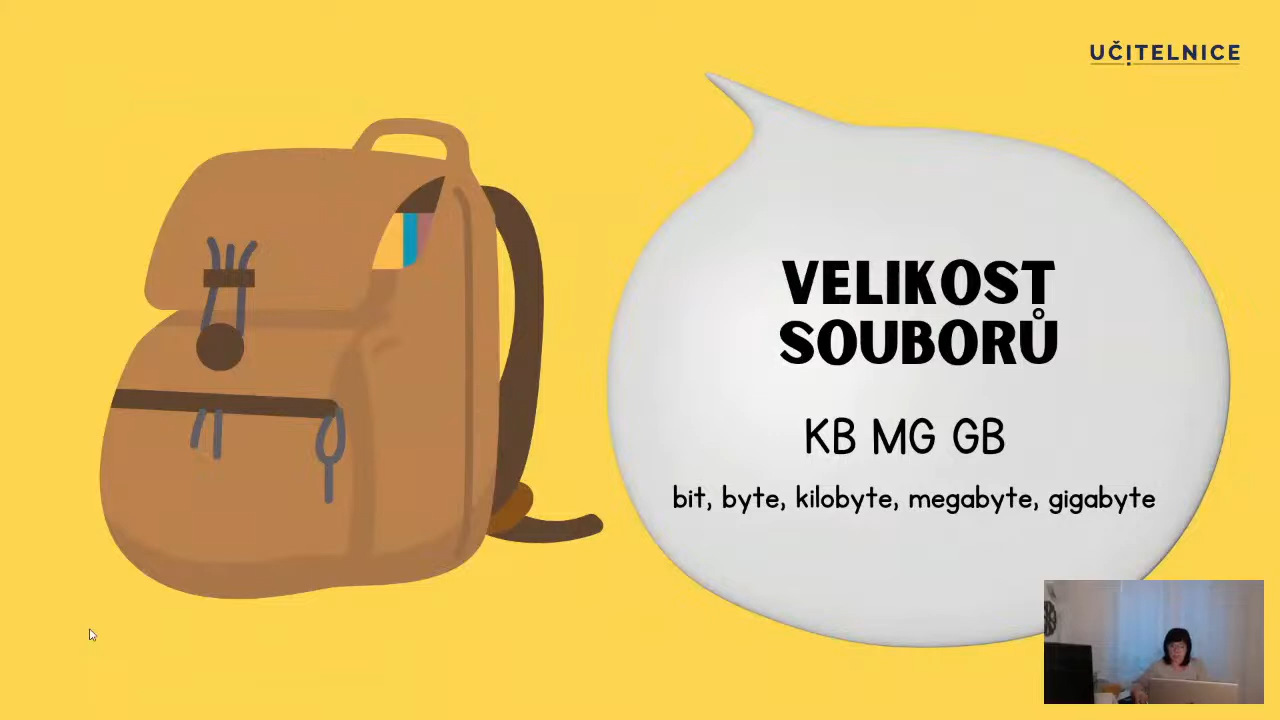 UČITELNICE
VELIKOST
SOUBORŮ
KB MG GB
bit, byte, kilobyte, megabyte, gigabyte